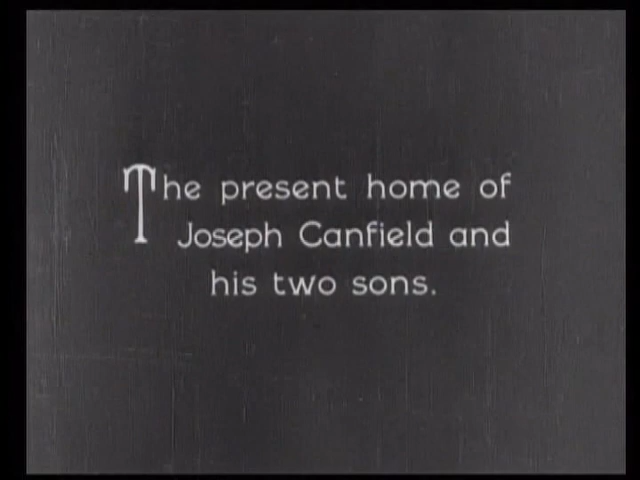 The present home of
Joseph Canfield and
his two sons.